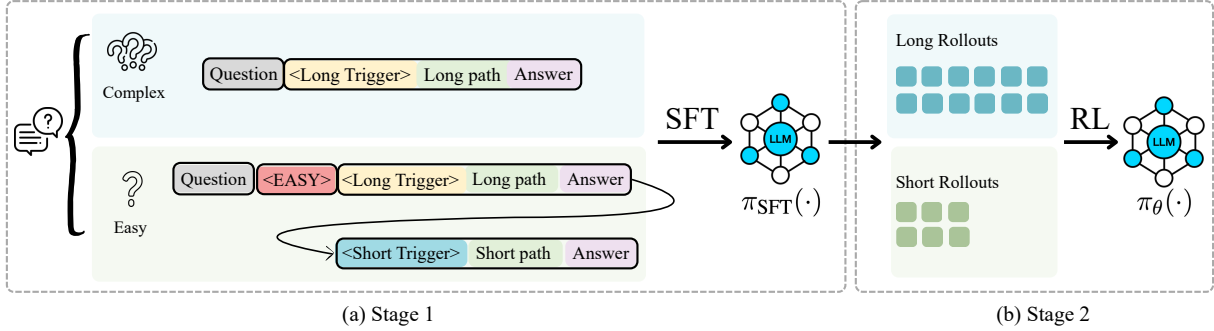 Complex
Question <Long Trigger> Long path Answer
Easy
Question <EASY> <Long Trigger> Long path Answer
<Short Trigger> Short path Answer
SFT
LLM
π_SFT(·)
(a) Stage 1
Long Rollouts
Short Rollouts
RL
LLM
π_θ(·)
(b) Stage 2